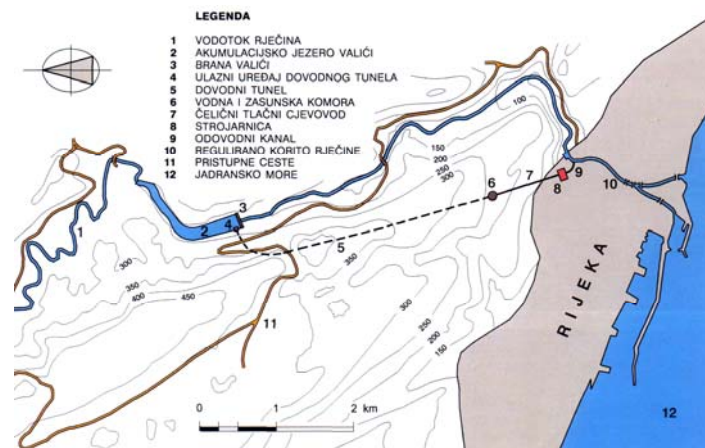 LEGENDA
1 VODOTOK RJEČINA
2 AKUMULACIJSKO JEZERO VALIĆI
3 BRANA VALIĆI
4 ULAZNI UREĐAJ DOVODNOG TUNELA
5 DOVODNI TUNEL
6 VODNA I ZASUNSKA KOMORA
7 ČELIČNI TLAČNI CJEVOVOD
8 STROJARNICA
9 ODOVODNI KANAL
10 REGULIRANO KORITO RJEČINE
11 PRISTUPNE CESTE
12 JADRANSKO MORE
100
150
200
250
300
6
7
8
9
10
3
4
2
1
5
350
300
350
400
450
300
250
200
150
11
RIJEKA
0 1 2 km
12